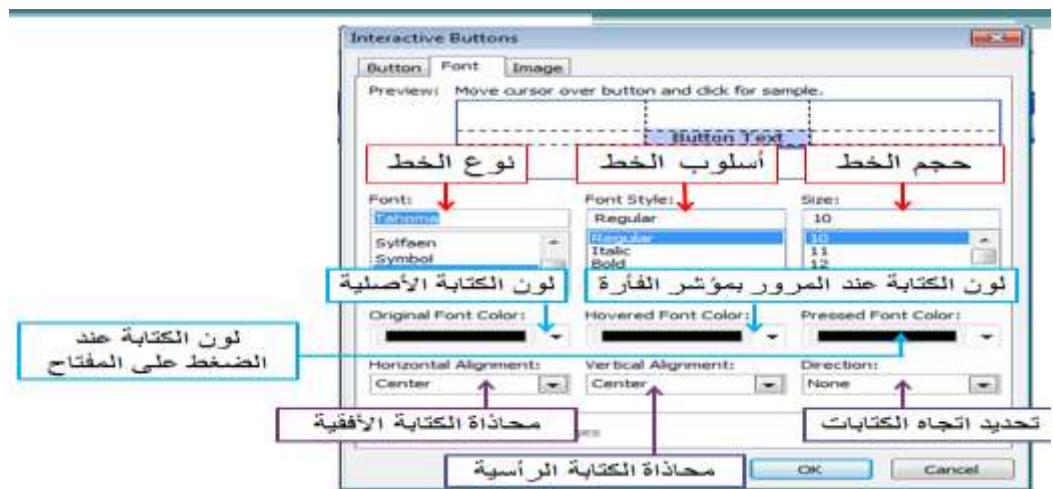 Interactive Buttons
Button Font Image
Preview: Move cursor over button and click for sample.
Button Text
نوع الخط
أسلوب الخط
حجم الخط
Font: Font Style: Size:
Tahoma Regular 10
Sylfaen Regular 10
Symbol Italic 11
Bold 12
لون الكتابة الأصلية
لون الكتابة عند المرور بمؤشر الفأرة
Original Font Color: Hovered Font Color: Pressed Font Color:
لون الكتابة عند
الضغط على المفتاح
Horizontal Alignment: Vertical Alignment: Direction:
Center Center None
محاذاة الكتابة الأفقية
تحديد اتجاه الكتابات
محاذاة الكتابة الرأسية
OK Cancel